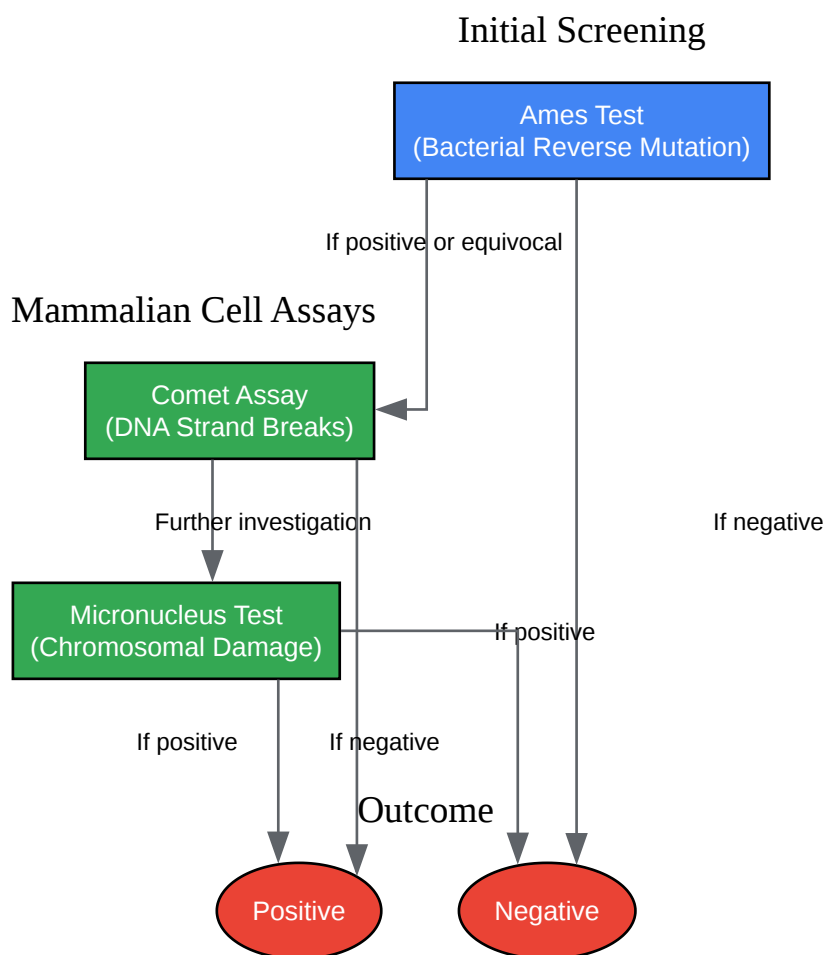 Initial Screening
Ames Test
(Bacterial Reverse Mutation)
If positive or equivocal
Mammalian Cell Assays
Comet Assay
(DNA Strand Breaks)
Further investigation
If negative
Micronucleus Test
(Chromosomal Damage)
If positive
If positive
If negative
Outcome
Positive
Negative